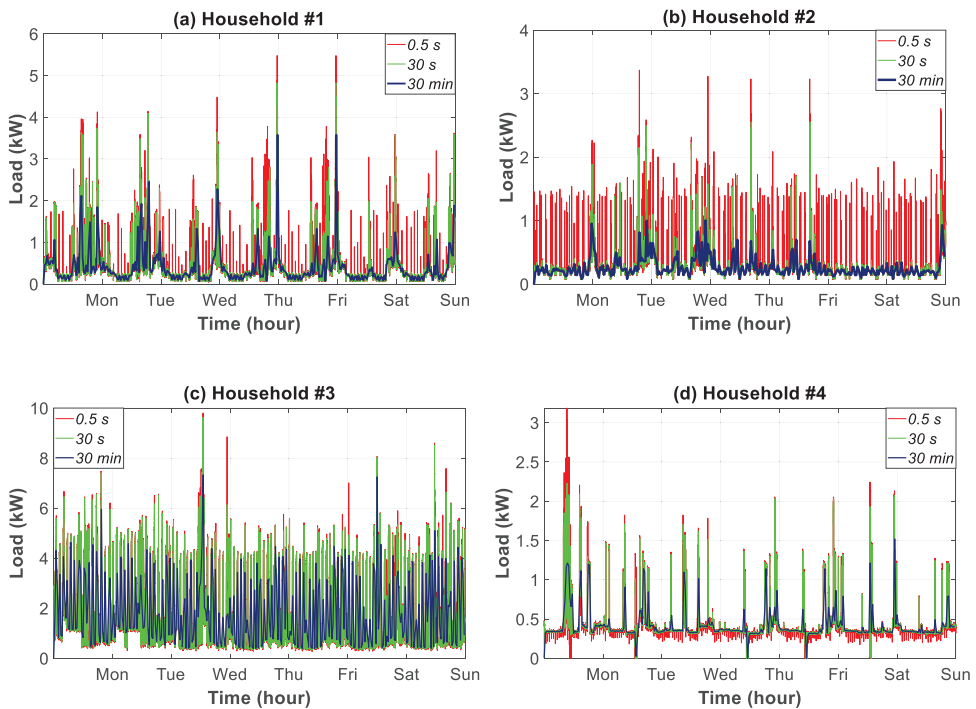 (a) Household #1
Load (kW)
6
5
4
3
2
1
0
0.5 s
30 s
30 min
Mon Tue Wed Thu Fri Sat Sun
Time (hour)
(b) Household #2
Load (kW)
4
3
2
1
0
0.5 s
30 s
30 min
Mon Tue Wed Thu Fri Sat Sun
Time (hour)
(c) Household #3
Load (kW)
10
8
6
4
2
0
0.5 s
30 s
30 min
Mon Tue Wed Thu Fri Sat Sun
Time (hour)
(d) Household #4
Load (kW)
3
2.5
2
1.5
1
0.5
0
0.5 s
30 s
30 min
Mon Tue Wed Thu Fri Sat Sun
Time (hour)